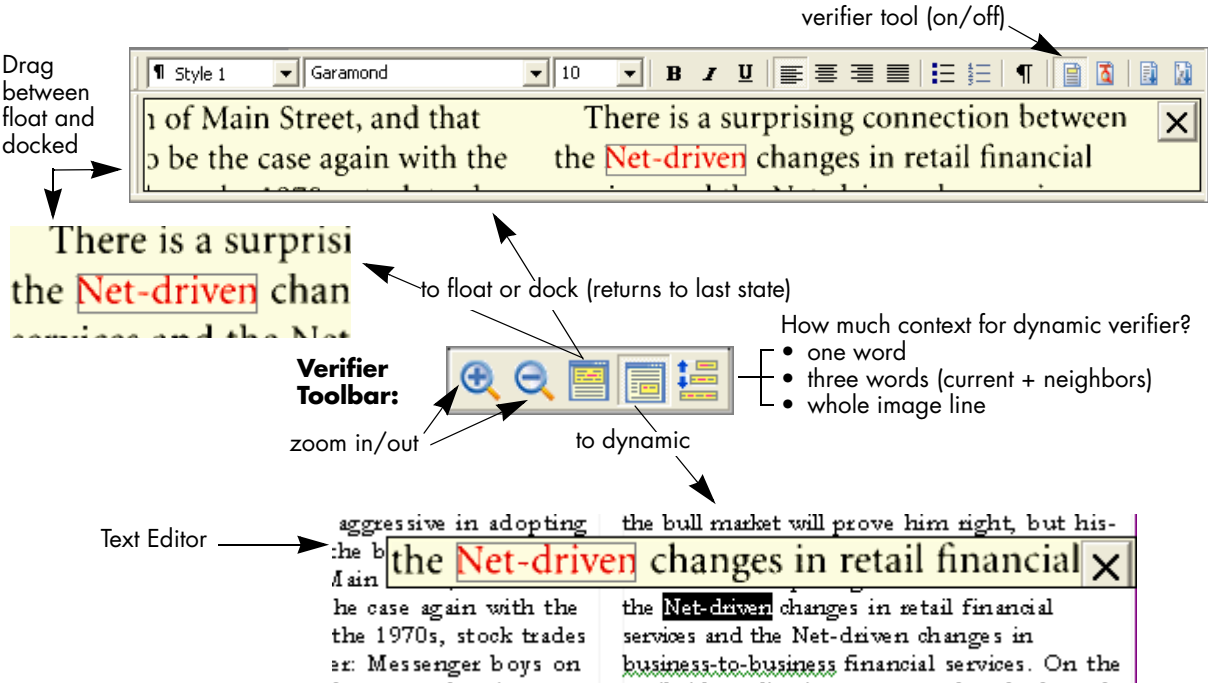 verifier tool (on/off)
Drag
between
float and
docked
¶ Style 1 Garamond 10 B I U ¶
of Main Street, and that
be the case again with the
There is a surprising connection between
the Net-driven changes in retail financial
There is a surprisi
the Net-driven chan
services and the Net
to float or dock (returns to last state)
How much context for dynamic verifier?
• one word
• three words (current + neighbors)
• whole image line
Verifier
Toolbar:
zoom in/out
to dynamic
Text Editor
aggressive in adopting
the b
Main
he case again with the
the 1970s, stock trades
er: Messenger boys on
the bull market will prove him right, but his-
the Net-driven changes in retail financial
the Net-driven changes in retail financial
services and the Net-driven changes in
business-to-business financial services. On the